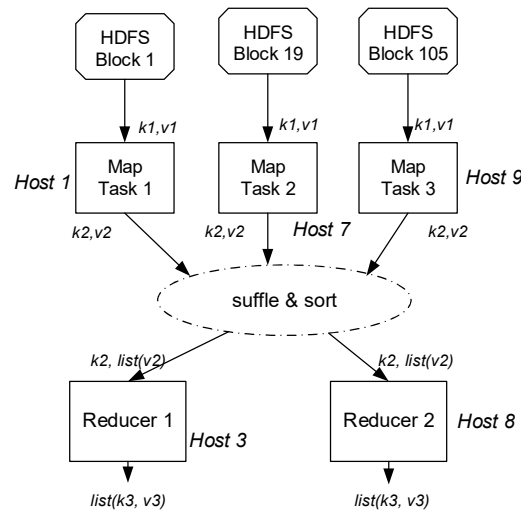 HDFS
Block 1
HDFS
Block 19
HDFS
Block 105
k1,v1
k1,v1
k1,v1
Host 1
Map
Task 1
Map
Task 2
Map
Task 3
Host 9
k2,v2
k2,v2
Host 7
k2,v2
suffle & sort
k2, list(v2)
k2, list(v2)
Reducer 1
Host 3
Reducer 2
Host 8
list(k3, v3)
list(k3, v3)